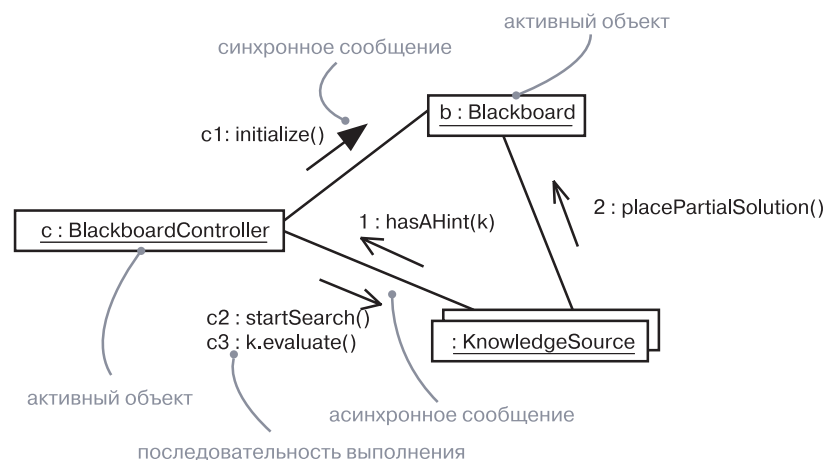 активный объект
синхронное сообщение
b : Blackboard
c1: initialize()
2 : placePartialSolution()
1 : hasAHint(k)
c : BlackboardController
c2 : startSearch()
c3 : k.evaluate()
: KnowledgeSource
активный объект
асинхронное сообщение
последовательность выполнения